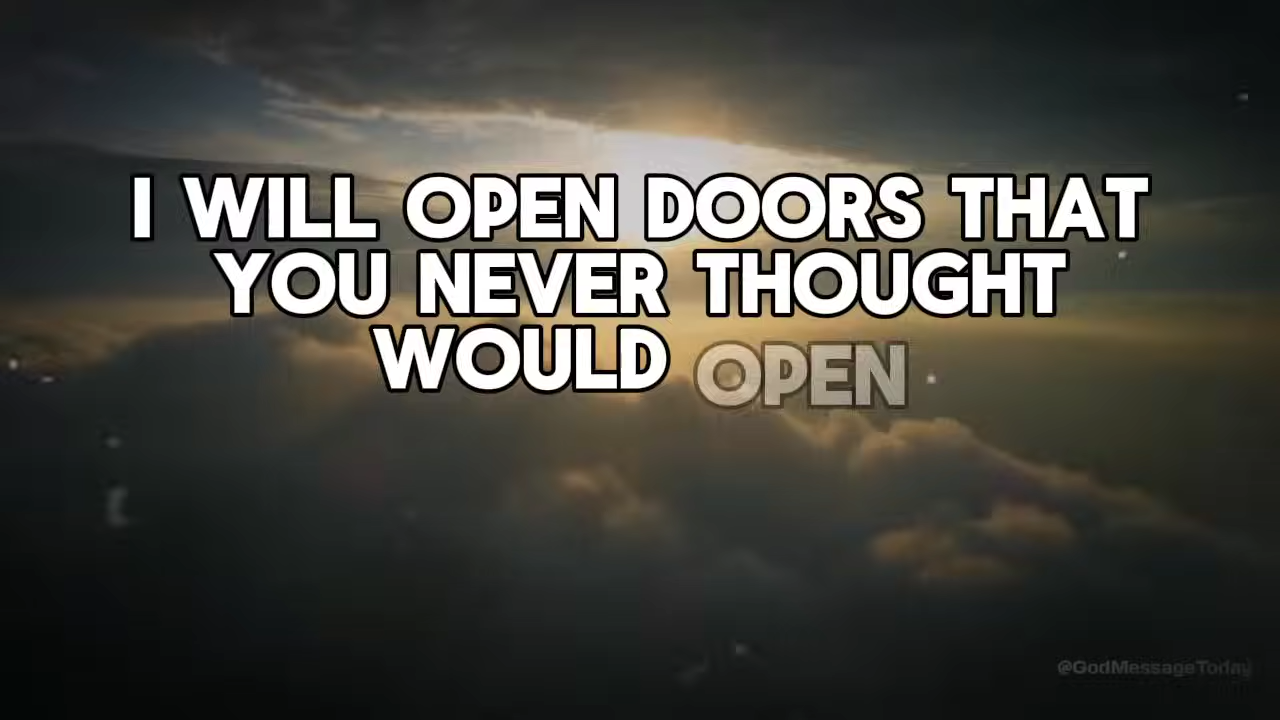 I WILL OPEN DOORS THAT
YOU NEVER THOUGHT
WOULD OPEN
@GodMessageToday